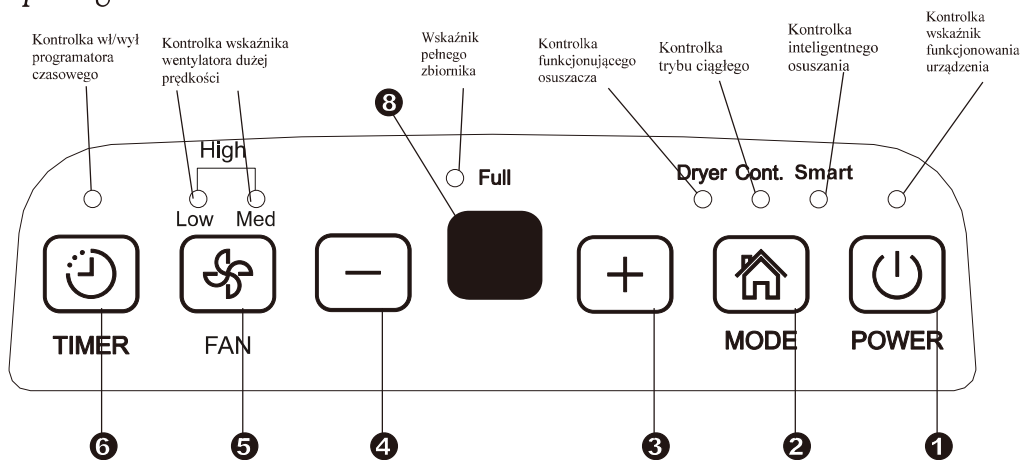 Kontrolka wł/wył
programatora
czasowego
Kontrolka wskaźnika
wentylatora dużej
prędkości
Wskaźnik
pełnego
zbiornika
Kontrolka
funkcjonującego
osuszacza
Kontrolka
trybu ciągłego
Kontrolka
inteligentnego
osuszania
Kontrolka
wskaźnik
funkcjonowania
urządzenia
8
High
Full
Dryer Cont. Smart
Low Med
TIMER FAN MODE POWER
6 5 4 3 2 1